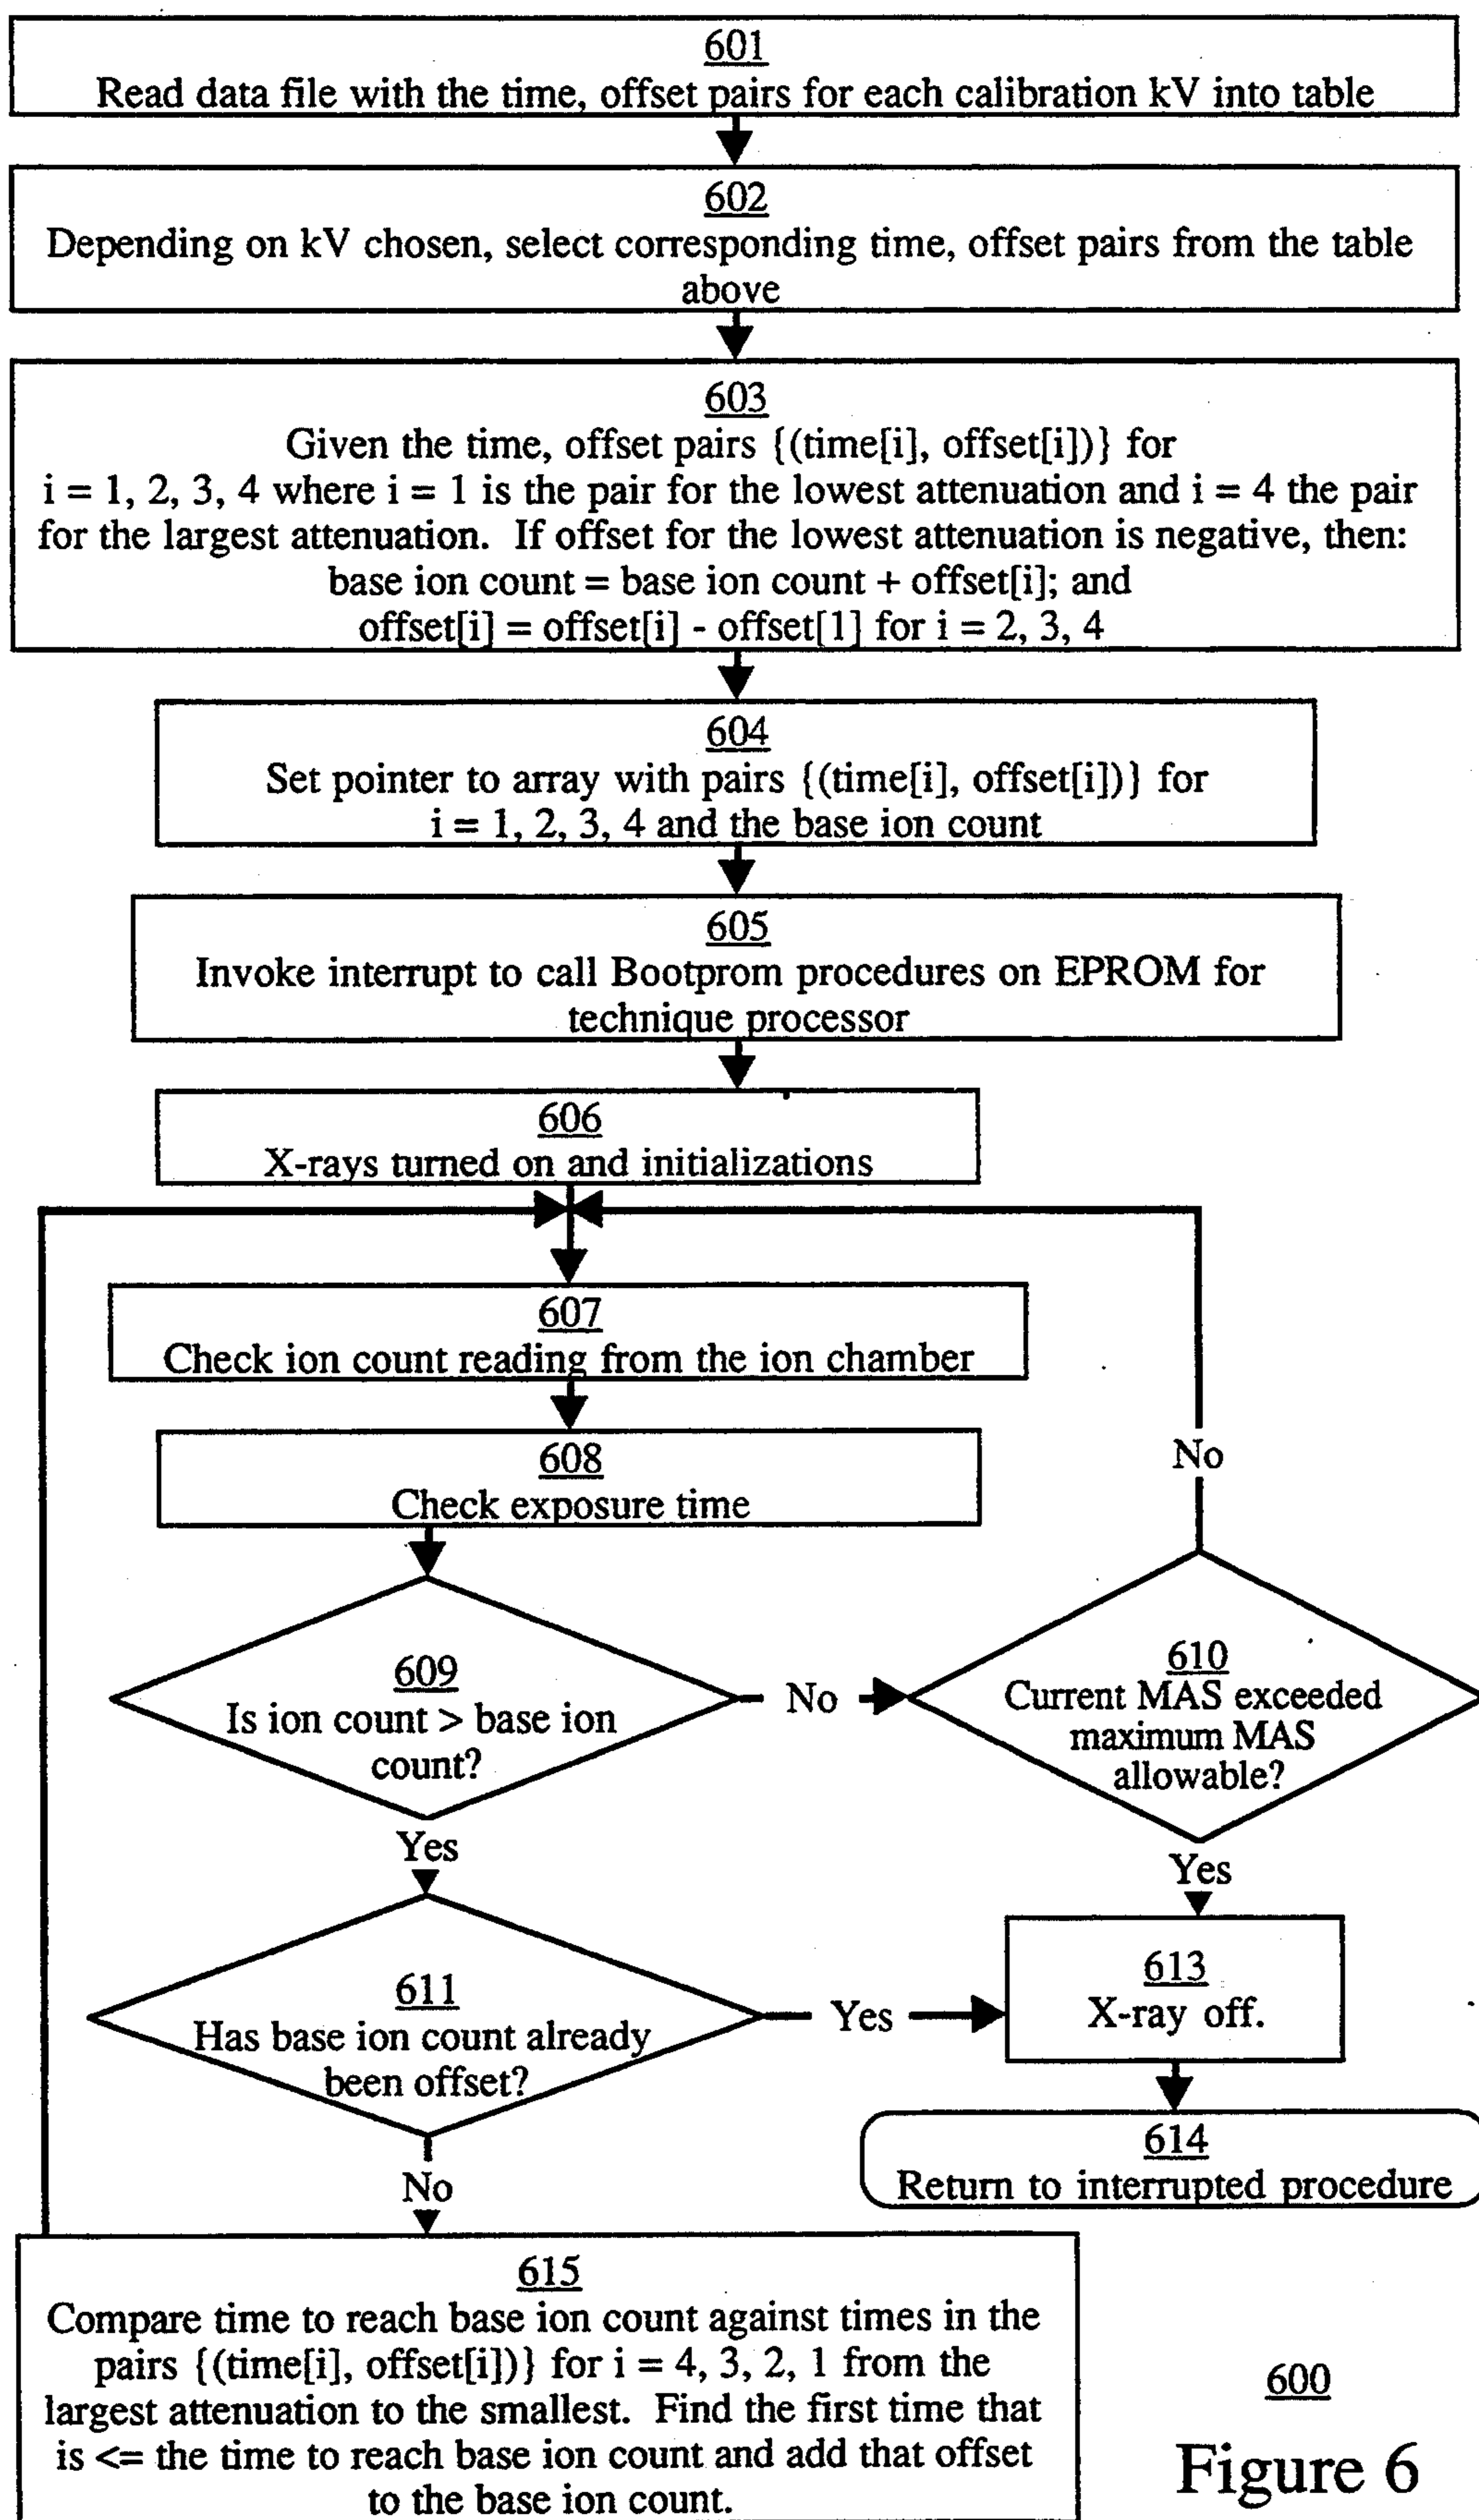 601
Read data file with the time, offset pairs for each calibration kV into table
602
Depending on kV chosen, select corresponding time, offset pairs from the table
above
603
Given the time, offset pairs {(time[i], offset[i])} for
i = 1, 2, 3, 4 where i = 1 is the pair for the lowest attenuation and i = 4 the pair
for the largest attenuation. If offset for the lowest attenuation is negative, then:
base ion count = base ion count + offset[i]; and
offset[i] = offset[i] - offset[1] for i = 2, 3, 4
604
Set pointer to array with pairs {(time[i], offset[i])} for
i = 1, 2, 3, 4 and the base ion count
605
Invoke interrupt to call Bootprom procedures on EPROM for
technique processor
606
X-rays turned on and initializations
607
Check ion count reading from the ion chamber
608
Check exposure time
No
609
Is ion count > base ion
count?
No
610
Current MAS exceeded
maximum MAS
allowable?
Yes
Yes
611
Has base ion count already
been offset?
Yes
613
X-ray off.
614
Return to interrupted procedure
No
615
Compare time to reach base ion count against times in the
pairs {(time[i], offset[i])} for i = 4, 3, 2, 1 from the
largest attenuation to the smallest. Find the first time that
is <= the time to reach base ion count and add that offset
to the base ion count.
600
Figure 6